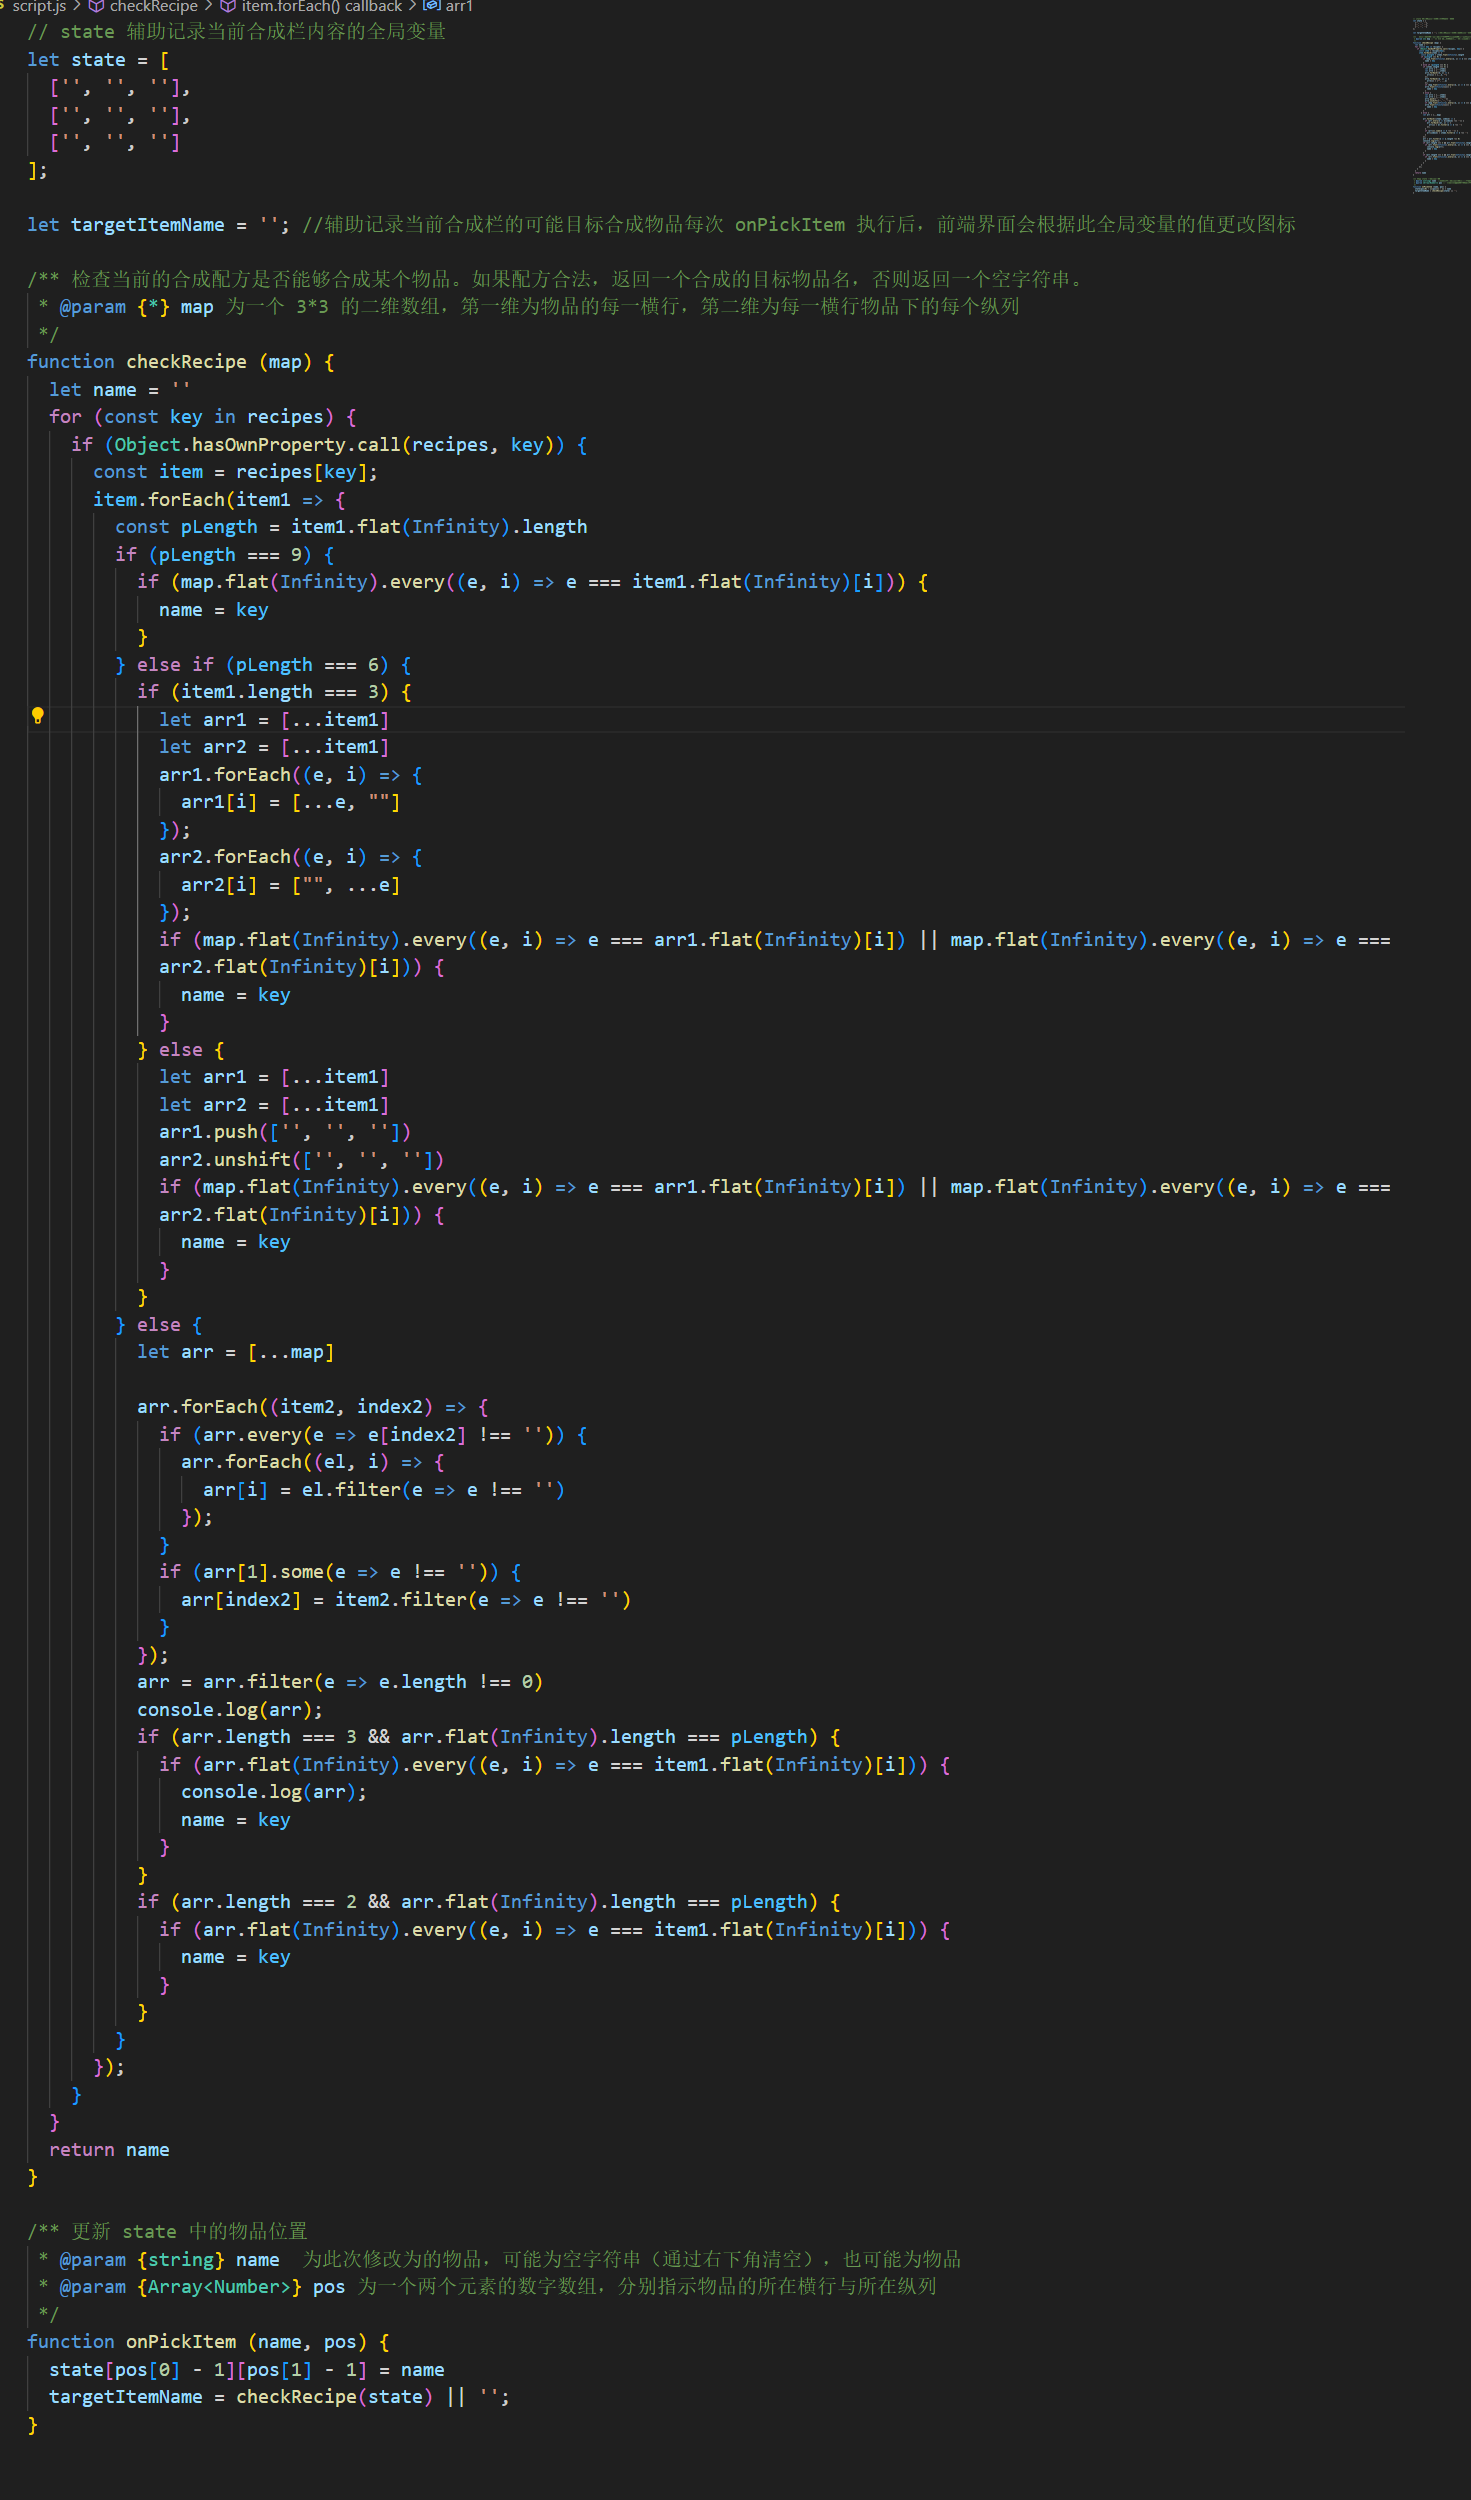 script.js > checkRecipe > item.forEach() callback > arr1
// state 辅助记录当前合成栏内容的全局变量
let state = [
  ['', '', ''],
  ['', '', ''],
  ['', '', '']
];
let targetItemName = ''; //辅助记录当前合成栏的可能目标合成物品每次 onPickItem 执行后，前端界面会根据此全局变量的值更改图标
/** 检查当前的合成配方是否能够合成某个物品。如果配方合法，返回一个合成的目标物品名，否则返回一个空字符串。
 * @param {*} map 为一个 3*3 的二维数组，第一维为物品的每一横行，第二维为每一横行物品下的每个纵列
 */
function checkRecipe (map) {
  let name = ''
  for (const key in recipes) {
    if (Object.hasOwnProperty.call(recipes, key)) {
      const item = recipes[key];
      item.forEach(item1 => {
        const pLength = item1.flat(Infinity).length
        if (pLength === 9) {
          if (map.flat(Infinity).every((e, i) => e === item1.flat(Infinity)[i])) {
            name = key
          }
        } else if (pLength === 6) {
          if (item1.length === 3) {
            let arr1 = [...item1]
            let arr2 = [...item1]
            arr1.forEach((e, i) => {
              arr1[i] = [...e, ""]
            });
            arr2.forEach((e, i) => {
              arr2[i] = ["", ...e]
            });
            if (map.flat(Infinity).every((e, i) => e === arr1.flat(Infinity)[i]) || map.flat(Infinity).every((e, i) => e ===
            arr2.flat(Infinity)[i])) {
              name = key
            }
          } else {
            let arr1 = [...item1]
            let arr2 = [...item1]
            arr1.push(['', '', ''])
            arr2.unshift(['', '', ''])
            if (map.flat(Infinity).every((e, i) => e === arr1.flat(Infinity)[i]) || map.flat(Infinity).every((e, i) => e ===
            arr2.flat(Infinity)[i])) {
              name = key
            }
          }
        } else {
          let arr = [...map]
          arr.forEach((item2, index2) => {
            if (arr.every(e => e[index2] !== '')) {
              arr.forEach((el, i) => {
                arr[i] = el.filter(e => e !== '')
              });
            }
            if (arr[1].some(e => e !== '')) {
              arr[index2] = item2.filter(e => e !== '')
            }
          });
          arr = arr.filter(e => e.length !== 0)
          console.log(arr);
          if (arr.length === 3 && arr.flat(Infinity).length === pLength) {
            if (arr.flat(Infinity).every((e, i) => e === item1.flat(Infinity)[i])) {
              console.log(arr);
              name = key
            }
          }
          if (arr.length === 2 && arr.flat(Infinity).length === pLength) {
            if (arr.flat(Infinity).every((e, i) => e === item1.flat(Infinity)[i])) {
              name = key
            }
          }
        }
      });
    }
  }
  return name
}
/** 更新 state 中的物品位置
 * @param {string} name  为此次修改为的物品，可能为空字符串（通过右下角清空），也可能为物品
 * @param {Array<Number>} pos 为一个两个元素的数字数组，分别指示物品的所在横行与所在纵列
 */
function onPickItem (name, pos) {
  state[pos[0] - 1][pos[1] - 1] = name
  targetItemName = checkRecipe(state) || '';
}